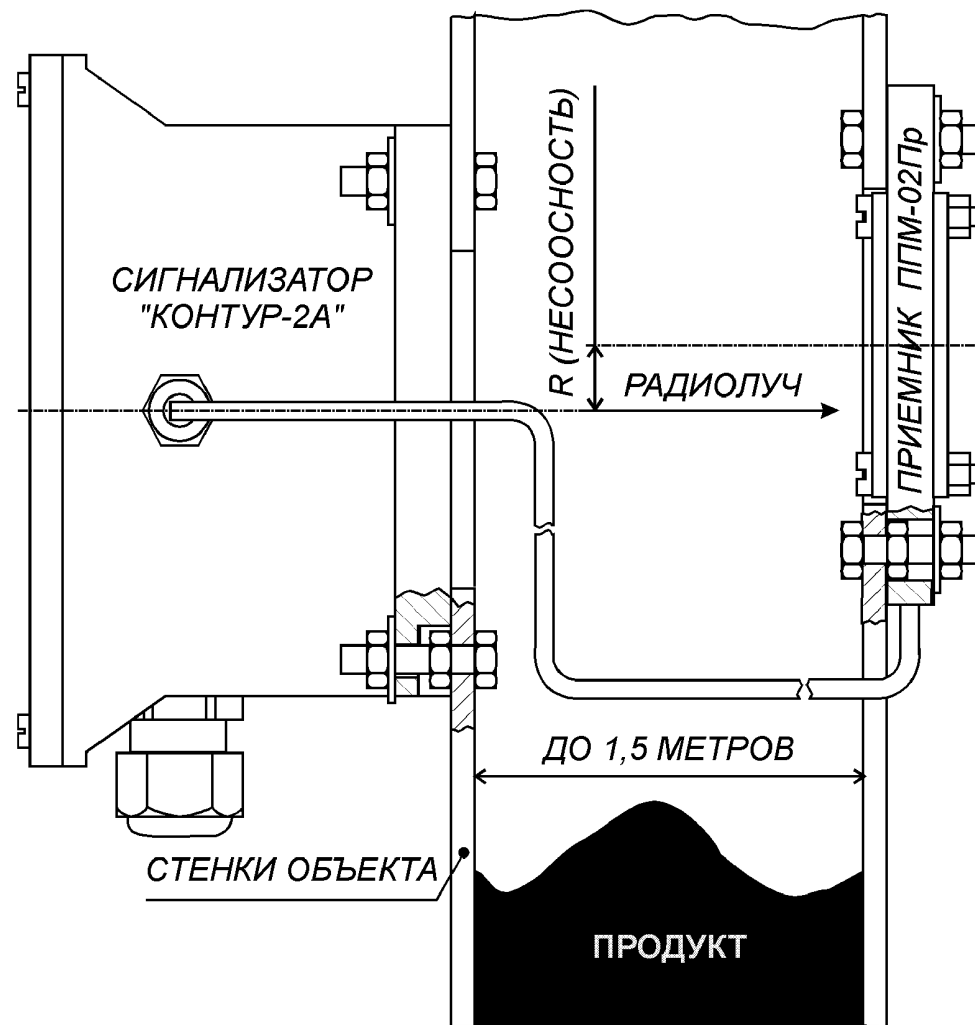 СИГНАЛИЗАТОР
"КОНТУР-2А"
R (НЕСООСНОСТЬ)
РАДИОЛУЧ
ПРИЕМНИК ППМ-02Пр
ДО 1,5 МЕТРОВ
СТЕНКИ ОБЪЕКТА
ПРОДУКТ